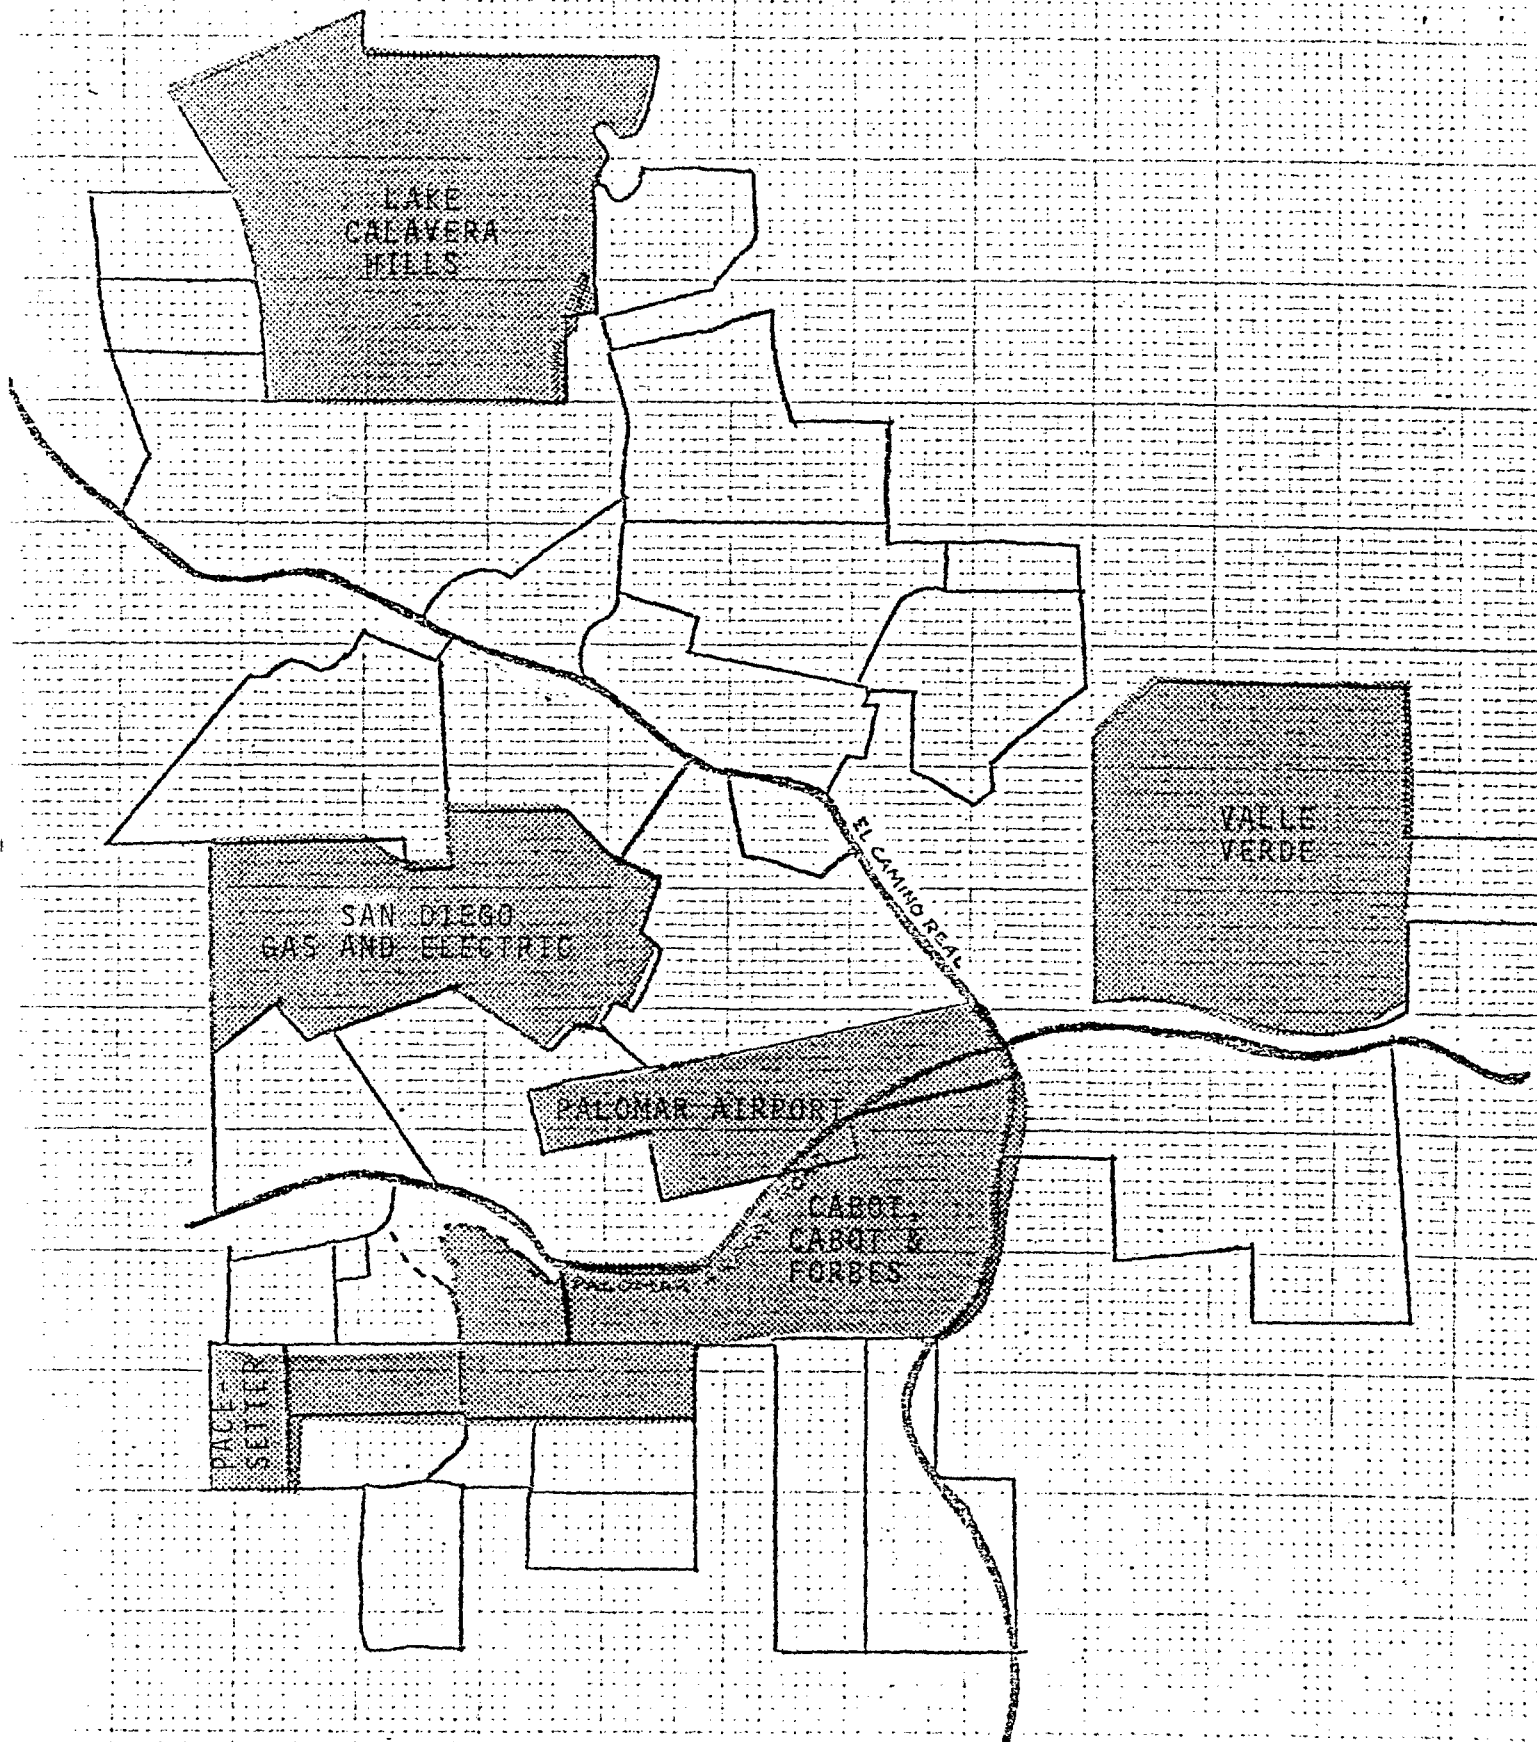 LAKE
CALAVERA
HILLS
VALLE
VERDE
EL CAMINO REAL
SAN DIEGO
GAS AND ELECTRIC
PALOMAR AIRPORT
CABOT,
CABOT &
FORBES
PALOMAR
PACE-
SETTER